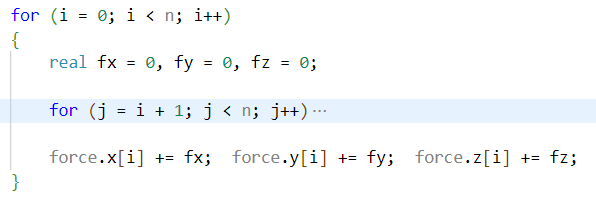 for (i = 0; i < n; i++)
{
real fx = 0, fy = 0, fz = 0;
for (j = i + 1; j < n; j++)···
force.x[i] += fx;  force.y[i] += fy;  force.z[i] += fz;
}